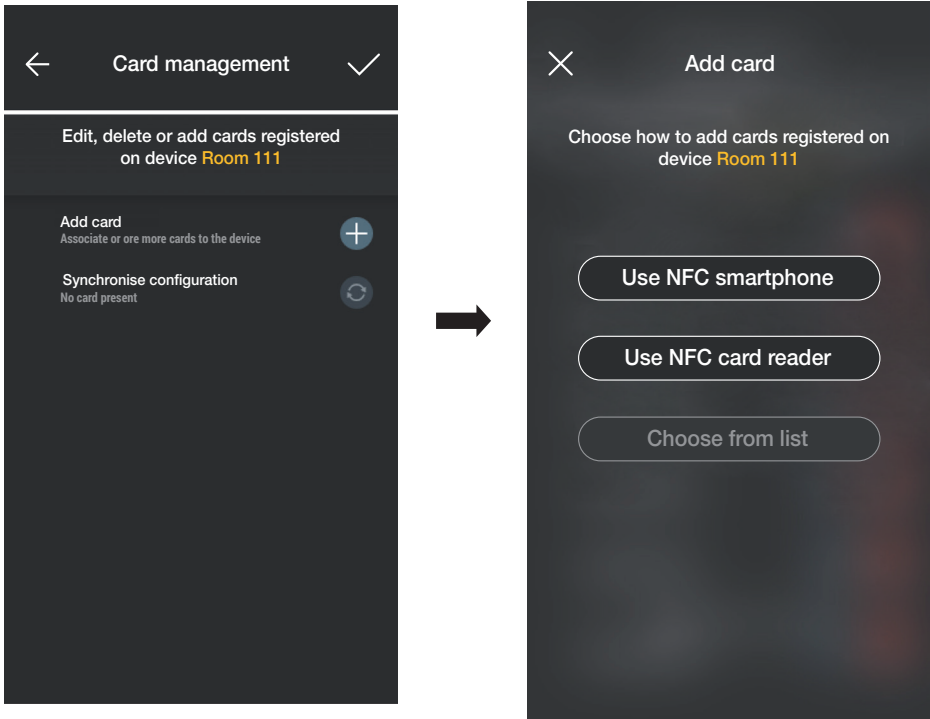 Card management
Edit, delete or add cards registered
on device Room 111
Add card
Associate or ore more cards to the device
Synchronise configuration
No card present
Add card
Choose how to add cards registered on
device Room 111
Use NFC smartphone
Use NFC card reader
Choose from list